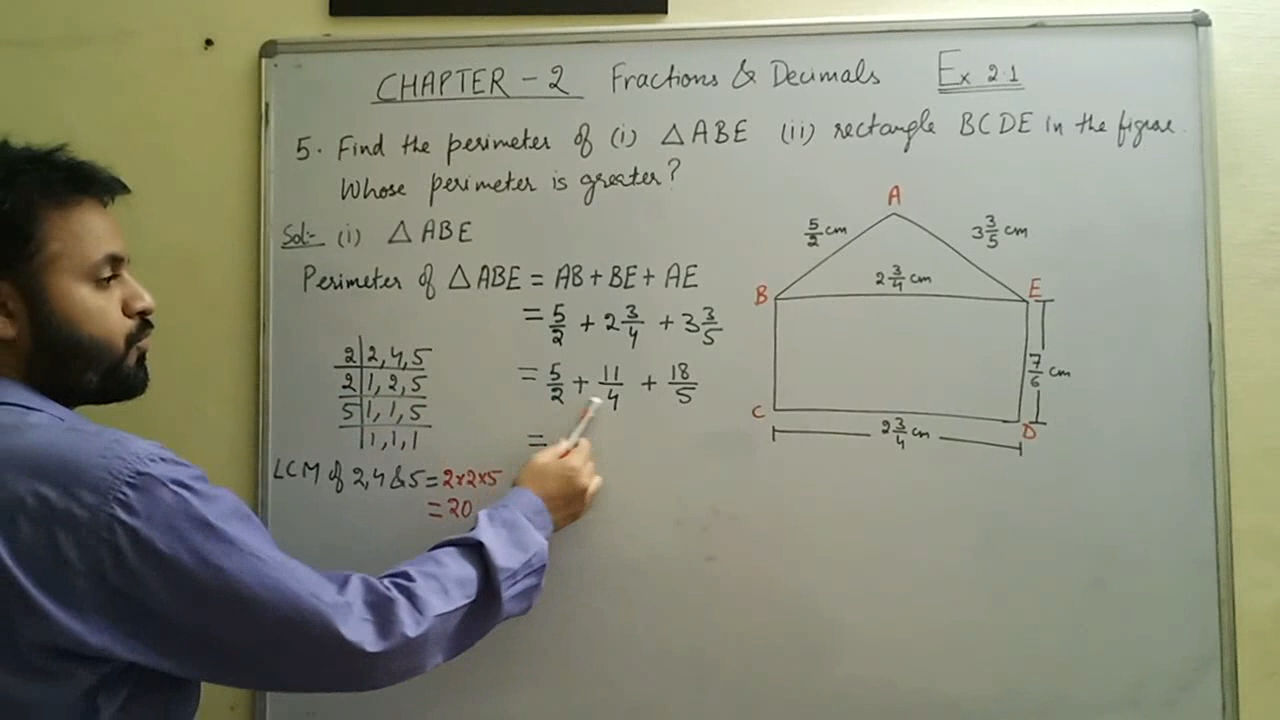 CHAPTER - 2 Fractions & Decimals Ex 2.1
5. Find the perimeter of (i) △ABE (ii) rectangle BCDE in the figure.
Whose perimeter is greater?
Sol:- (i) △ABE
Perimeter of △ABE = AB + BE + AE
= 5/2 + 2 3/4 + 3 3/5
= 5/2 + 11/4 + 18/5
=
2 | 2, 4, 5
2 | 1, 2, 5
5 | 1, 1, 5
| 1, 1, 1
LCM of 2, 4 & 5 = 2×2×5
= 20
A
5/2 cm
3 3/5 cm
B
2 3/4 cm
E
7/6 cm
C
2 3/4 cm
D